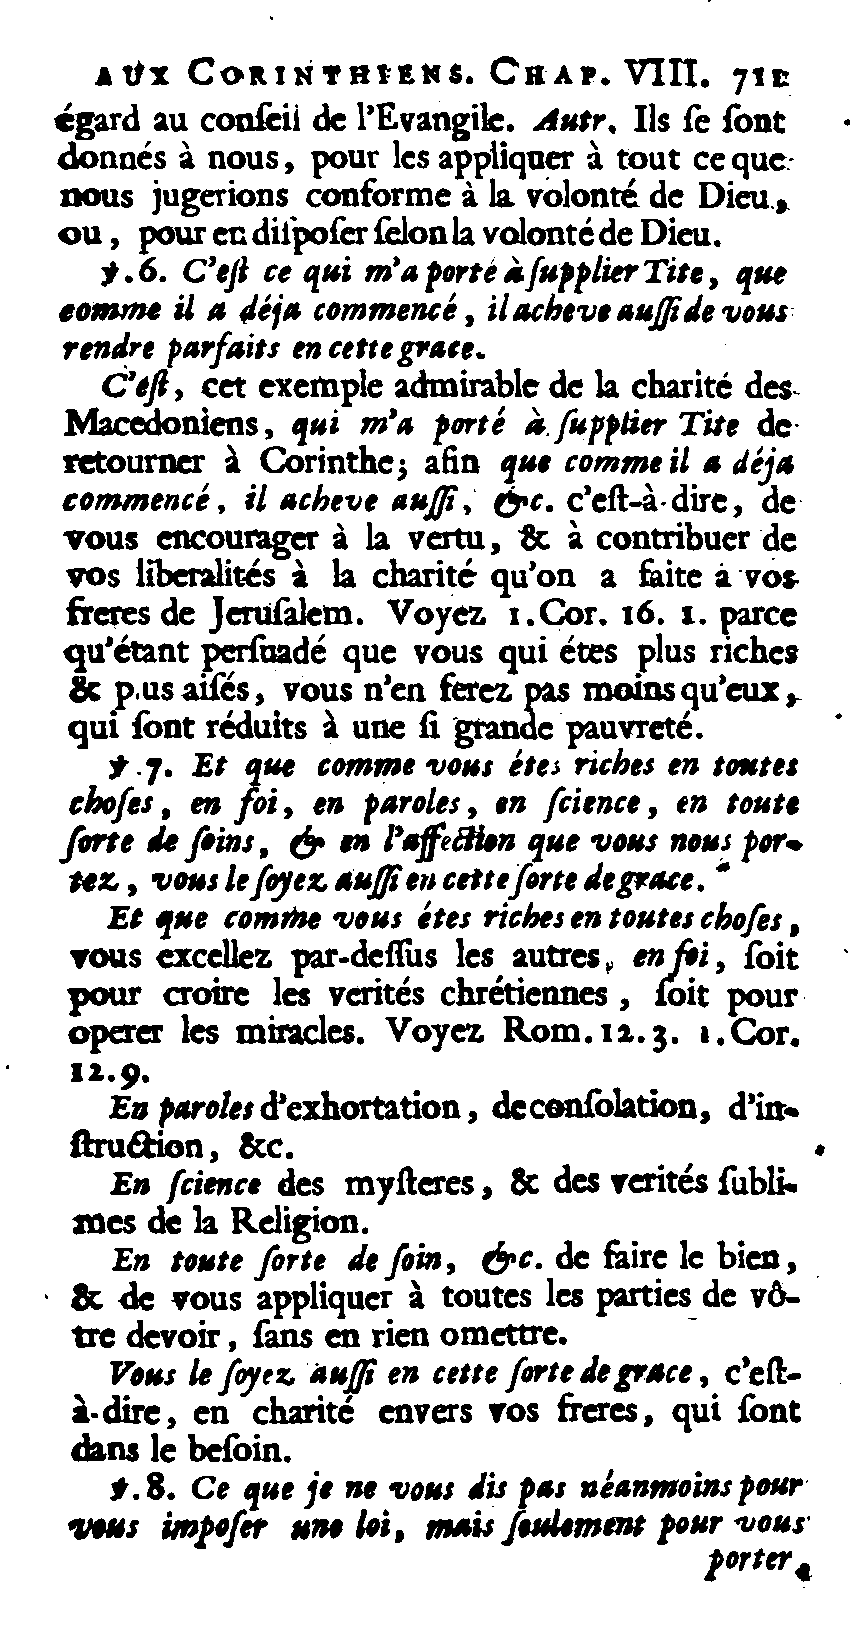 AUX CORINTHIENS. CHAP. VIII. 711
égard au conſeil de l'Evangile. Autr. Ils ſe ſont
donnés à nous, pour les appliquer à tout ce que
nous jugerions conforme à la volonté de Dieu,
ou, pour en diſpoſer ſelon la volonté de Dieu.
℣. 6. C'eſt ce qui m'a porté à ſupplier Tite, que
comme il a déja commencé, il acheve auſſi de vous
rendre parfaits en cette grace.
C'eſt, cet exemple admirable de la charité des
Macedoniens, qui m'a porté à ſupplier Tite de
retourner à Corinthe; afin que comme il a déja
commencé, il acheve auſſi, &c. c'eſt-à-dire, de
vous encourager à la vertu, & à contribuer de
vos liberalités à la charité qu'on a faite à vos
freres de Jeruſalem. Voyez 1. Cor. 16. 1. parce
qu'étant perſuadé que vous qui étes plus riches
& plus aiſés, vous n'en ferez pas moins qu'eux,
qui ſont réduits à une ſi grande pauvreté.
℣. 7. Et que comme vous étes riches en toutes
choſes, en foi, en paroles, en ſcience, en toute
ſorte de ſoins, & en l'affection que vous nous por-
tez, vous le ſoyez auſſi en cette ſorte de grace.
Et que comme vous étes riches en toutes choſes,
vous excellez par-deſſus les autres, en foi, ſoit
pour croire les verités chrétiennes, ſoit pour
operer les miracles. Voyez Rom. 12. 3. 1. Cor.
12. 9.
En paroles d'exhortation, de conſolation, d'in-
ſtruction, &c.
En ſcience des myſteres, & des verités ſubli-
mes de la Religion.
En toute ſorte de ſoin, &c. de faire le bien,
& de vous appliquer à toutes les parties de vô-
tre devoir, ſans en rien omettre.
Vous le ſoyez auſſi en cette ſorte de grace, c'eſt-
à-dire, en charité envers vos freres, qui ſont
dans le beſoin.
℣. 8. Ce que je ne vous dis pas néanmoins pour
vous impoſer une loi, mais ſeulement pour vous
porter